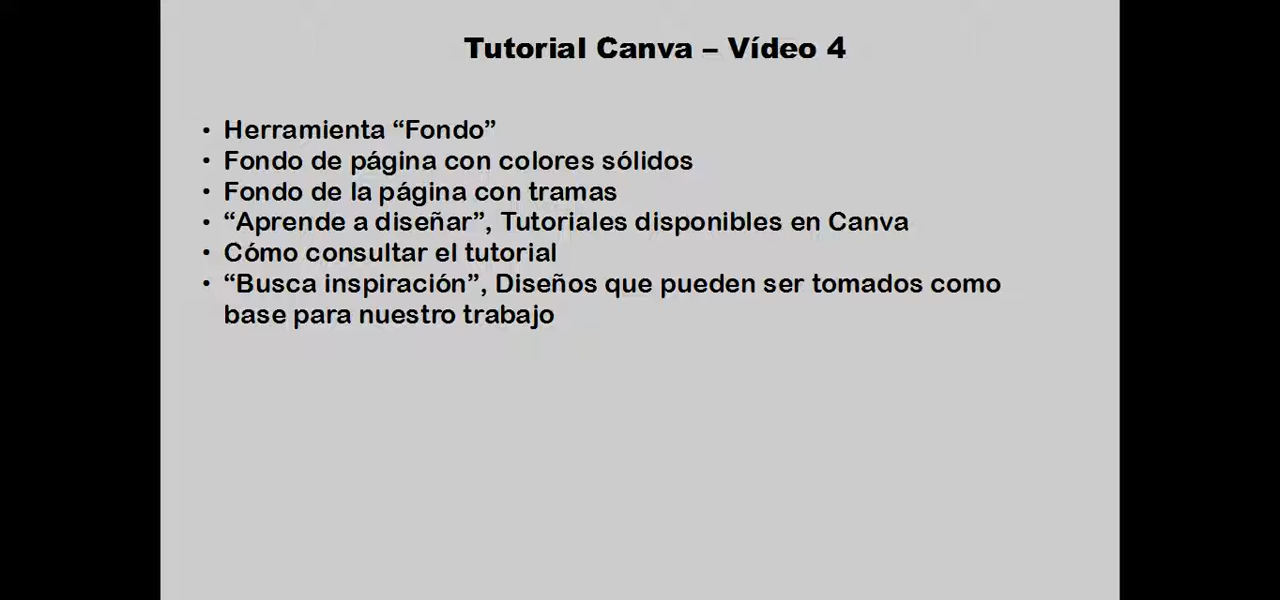 Tutorial Canva – Vídeo 4
• Herramienta “Fondo”
• Fondo de página con colores sólidos
• Fondo de la página con tramas
• “Aprende a diseñar”, Tutoriales disponibles en Canva
• Cómo consultar el tutorial
• “Busca inspiración”, Diseños que pueden ser tomados como
base para nuestro trabajo